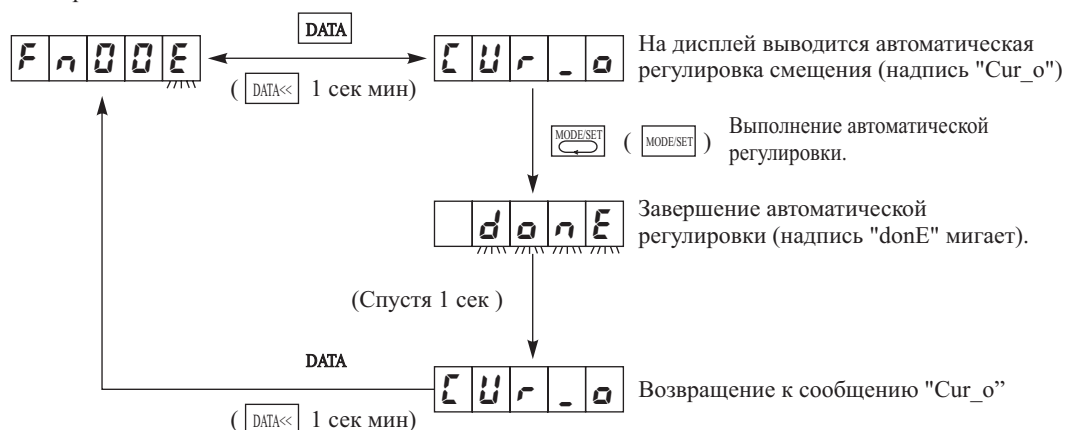 DATA
Fn00E
CUr_o
На дисплей выводится автоматическая
регулировка смещения (надпись "Cur_o")
( DATA<< 1 сек мин)
MODE/SET ( MODE/SET )
Выполнение автоматической
регулировки.
donE
Завершение автоматической
регулировки (надпись "donE" мигает).
(Спустя 1 сек )
DATA
CUr_o
Возвращение к сообщению "Cur_o”
( DATA<< 1 сек мин)